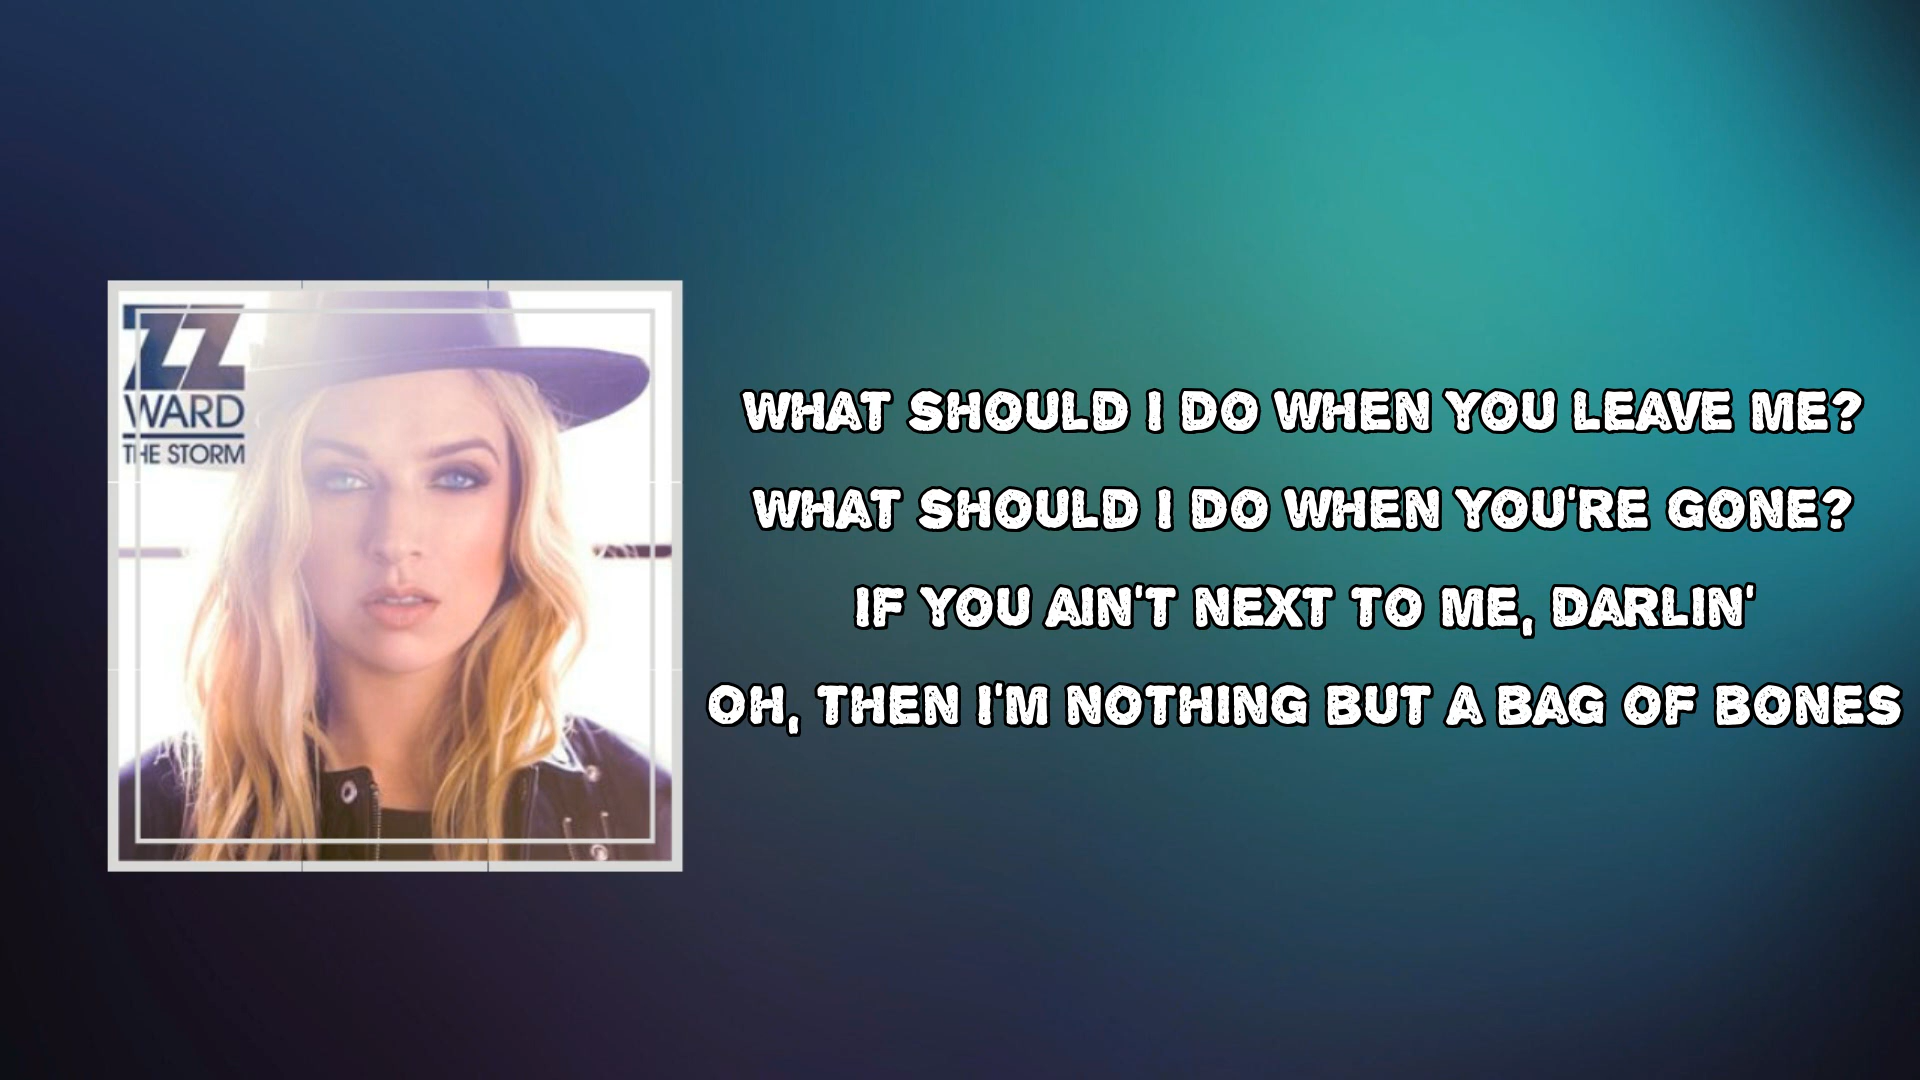 ZZ
WARD
THE STORM
WHAT SHOULD I DO WHEN YOU LEAVE ME?
WHAT SHOULD I DO WHEN YOU'RE GONE?
IF YOU AIN'T NEXT TO ME, DARLIN'
OH, THEN I'M NOTHING BUT A BAG OF BONES